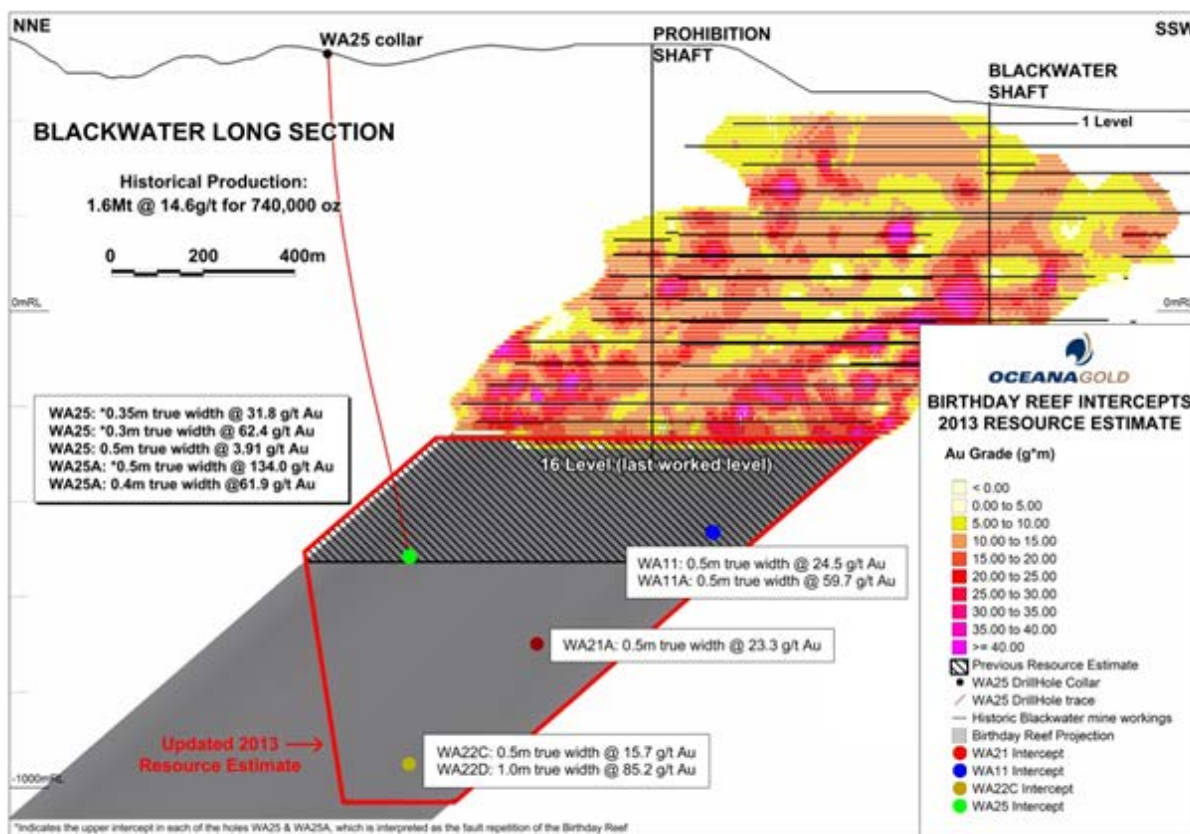 NNE
WA25 collar
PROHIBITION
SHAFT
SSW
BLACKWATER
SHAFT
1 Level
BLACKWATER LONG SECTION
Historical Production:
1.6Mt @ 14.6g/t for 740,000 oz
0 200 400m
0mRL
0mRL
WA25: *0.35m true width @ 31.8 g/t Au
WA25: *0.3m true width @ 62.4 g/t Au
WA25: 0.5m true width @ 3.91 g/t Au
WA25A: *0.5m true width @ 134.0 g/t Au
WA25A: 0.4m true width @61.9 g/t Au
16 Level (last worked level)
WA11: 0.5m true width @ 24.5 g/t Au
WA11A: 0.5m true width @ 59.7 g/t Au
WA21A: 0.5m true width @ 23.3 g/t Au
Updated 2013
Resource Estimate
WA22C: 0.5m true width @ 15.7 g/t Au
WA22D: 1.0m true width @ 85.2 g/t Au
-1000mRL
*Indicates the upper intercept in each of the holes WA25 & WA25A, which is interpreted as the fault repetition of the Birthday Reef
OCEANAGOLD
BIRTHDAY REEF INTERCEPTS
2013 RESOURCE ESTIMATE
Au Grade (g*m)
< 0.00
0.00 to 5.00
5.00 to 10.00
10.00 to 15.00
15.00 to 20.00
20.00 to 25.00
25.00 to 30.00
30.00 to 35.00
35.00 to 40.00
>= 40.00
Previous Resource Estimate
WA25 DrillHole Collar
WA25 DrillHole trace
Historic Blackwater mine workings
Birthday Reef Projection
WA21 Intercept
WA11 Intercept
WA22C Intercept
WA25 Intercept